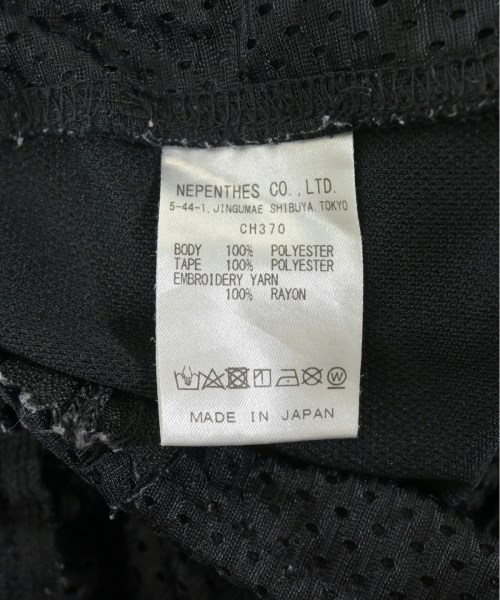 NEPENTHES CO.,LTD.
5-44-1, JINGUMAE SHIBUYA, TOKYO
CH370
BODY 100% POLYESTER
TAPE 100% POLYESTER
EMBROIDERY YARN
100% RAYON
W
MADE IN JAPAN